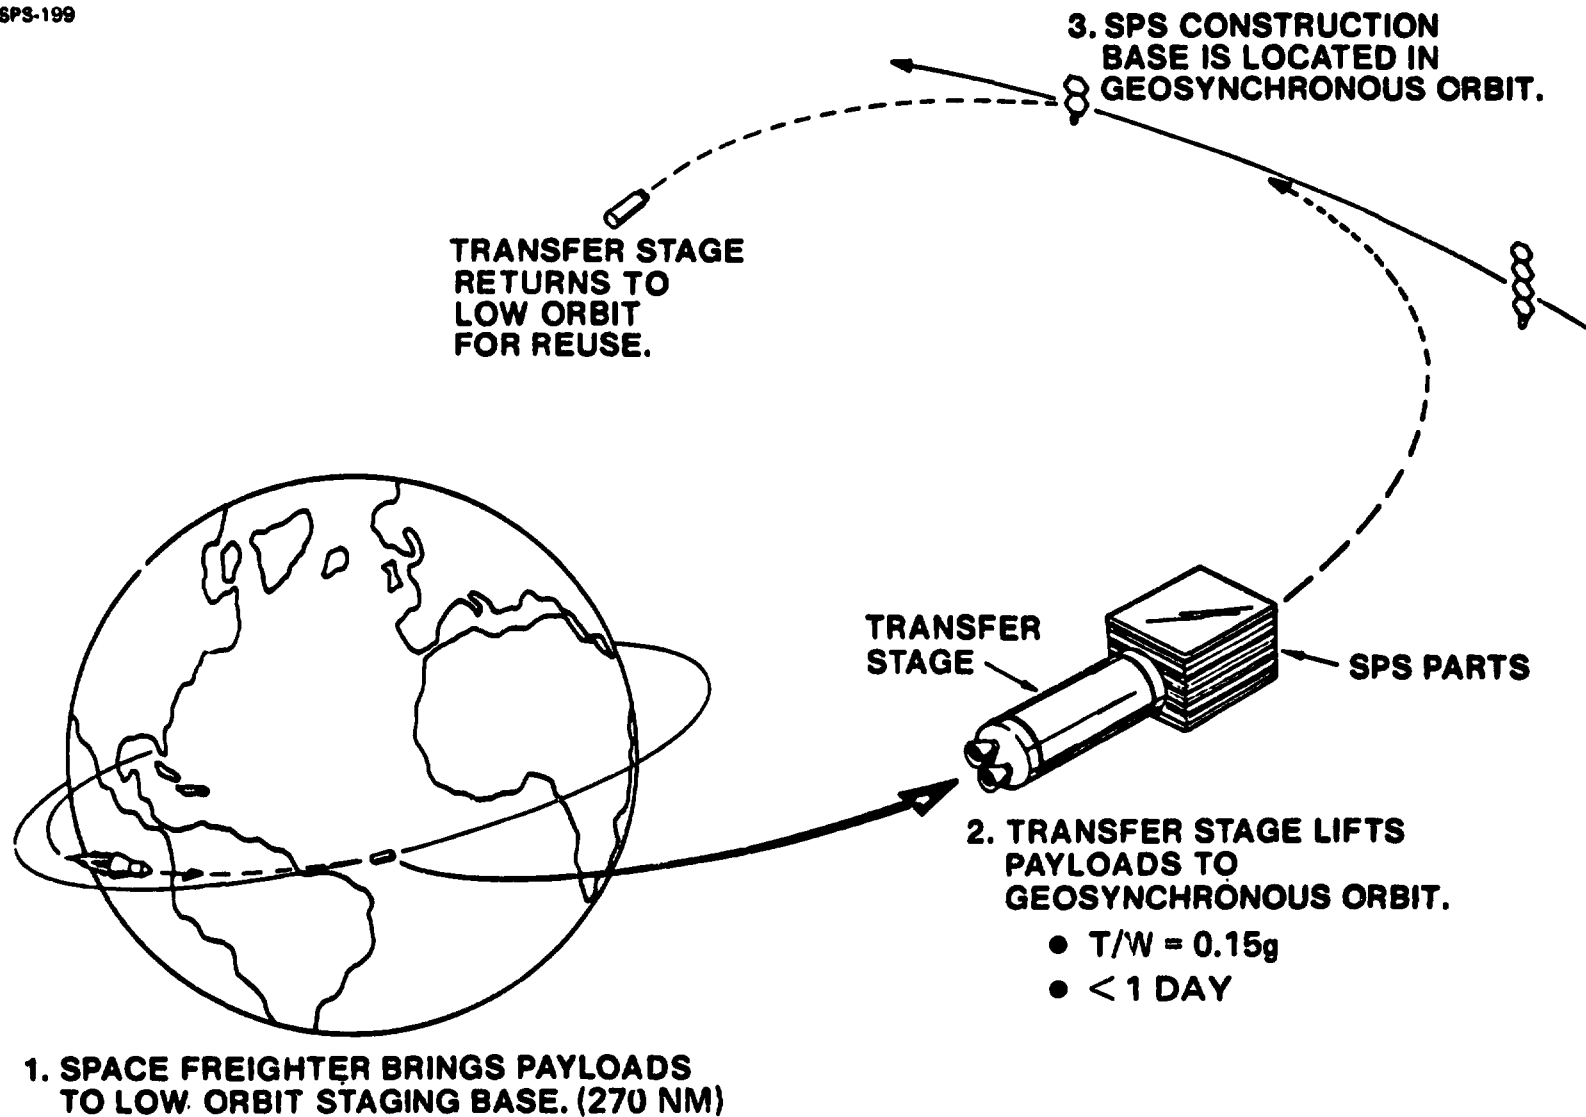 SPS-199
3. SPS CONSTRUCTION
BASE IS LOCATED IN
GEOSYNCHRONOUS ORBIT.
TRANSFER STAGE
RETURNS TO
LOW ORBIT
FOR REUSE.
TRANSFER
STAGE
SPS PARTS
2. TRANSFER STAGE LIFTS
PAYLOADS TO
GEOSYNCHRONOUS ORBIT.
● T/W = 0.15g
● < 1 DAY
1. SPACE FREIGHTER BRINGS PAYLOADS
TO LOW ORBIT STAGING BASE. (270 NM)